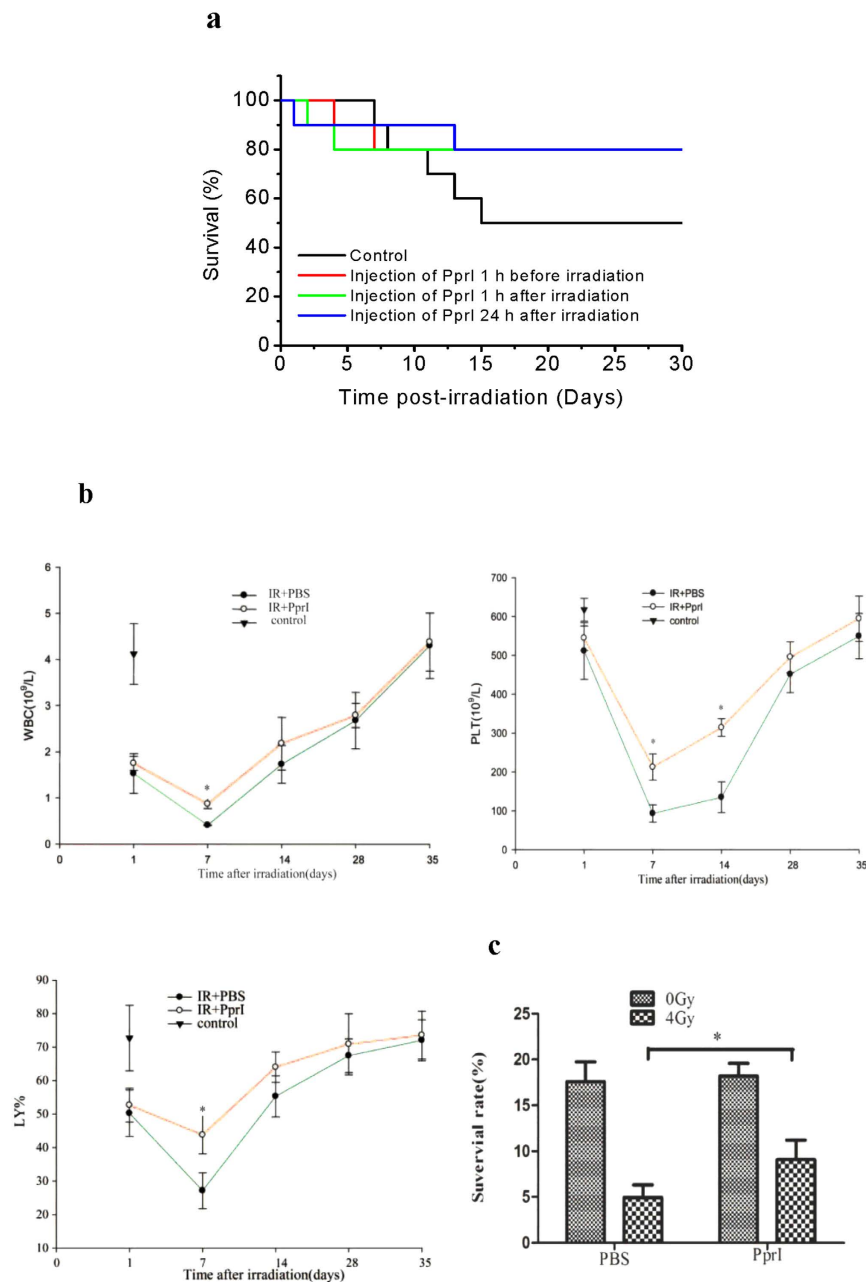 a
100
80
60
40
20
0
Survival (%)
Control
Injection of PprI 1 h before irradiation
Injection of PprI 1 h after irradiation
Injection of PprI 24 h after irradiation
0 5 10 15 20 25 30
Time post-irradiation (Days)
b
6
5
4
3
2
1
0
WBC(10⁹/L)
IR+PBS
IR+PprI
control
*
0 1 7 14 28 35
Time after irradiation(days)
700
600
500
400
300
200
100
0
PLT(10⁹/L)
IR+PBS
IR+PprI
control
* *
0 1 7 14 28 35
Time after irradiation(days)
90
80
70
60
50
40
30
20
10
LY%
IR+PBS
IR+PprI
control
*
0 1 7 14 28 35
Time after irradiation(days)
c
0Gy
4Gy
25
20
15
10
5
0
Suvervial rate(%)
*
PBS PprI